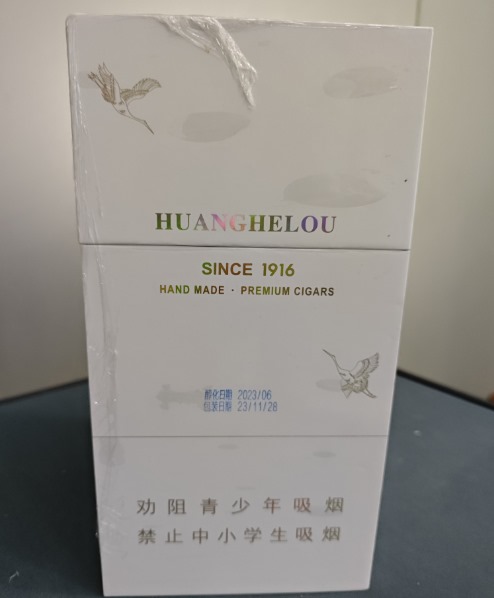 HUANGHELOU
SINCE 1916
HAND MADE · PREMIUM CIGARS
醇化日期 2023/06
包装日期 23/11/28
劝阻青少年吸烟
禁止中小学生吸烟